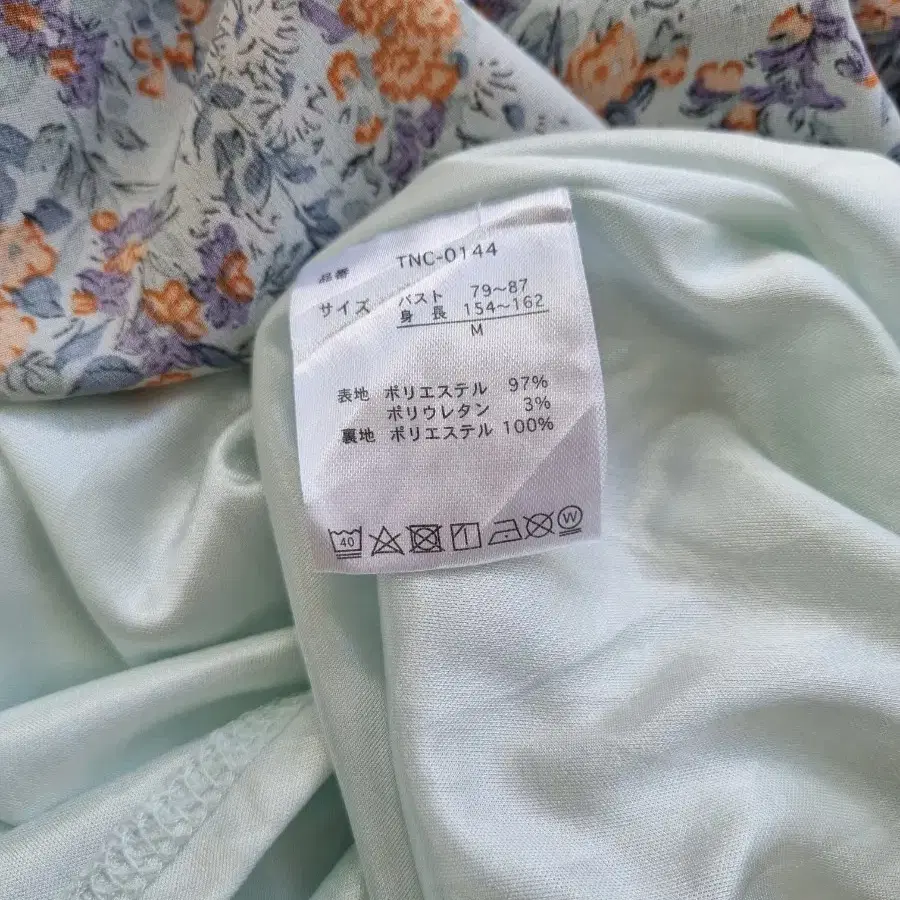 品番 TNC-0144
サイズ バスト 79〜87
身長 154〜162
M
表地 ポリエステル 97%
ポリウレタン 3%
裏地 ポリエステル 100%
40 W